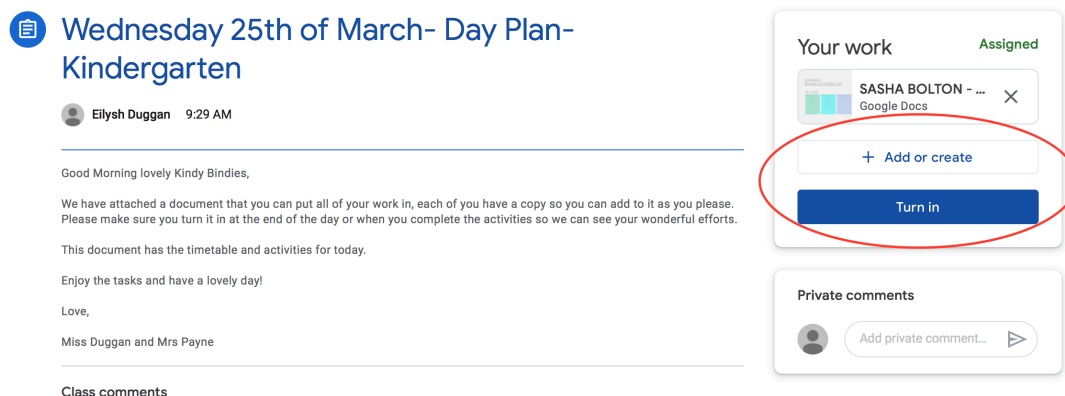 Wednesday 25th of March- Day Plan-
Kindergarten
Eilysh Duggan 9:29 AM
Good Morning lovely Kindy Bindies,
We have attached a document that you can put all of your work in, each of you have a copy so you can add to it as you please.
Please make sure you turn it in at the end of the day or when you complete the activities so we can see your wonderful efforts.
This document has the timetable and activities for today.
Enjoy the tasks and have a lovely day!
Love,
Miss Duggan and Mrs Payne
Class comments
Your work Assigned
SASHA BOLTON - ...
Google Docs
+ Add or create
Turn in
Private comments
Add private comment...